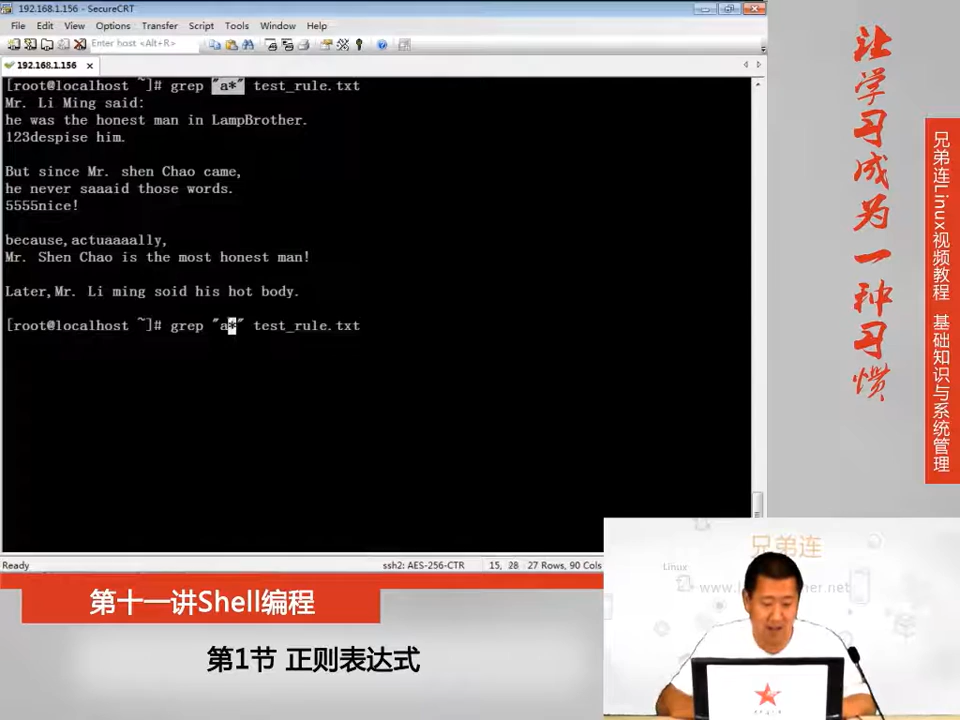 192.168.1.156 - SecureCRT
File Edit View Options Transfer Script Tools Window Help
Enter host <Alt+R>
192.168.1.156
[root@localhost ~]# grep "a*" test_rule.txt
Mr. Li Ming said:
he was the honest man in LampBrother.
123despise him.
But since Mr. shen Chao came,
he never saaaid those words.
5555nice!
because,actuaaaally,
Mr. Shen Chao is the most honest man!
Later,Mr. Li ming soid his hot body.
[root@localhost ~]# grep "a*" test_rule.txt
Ready ssh2: AES-256-CTR 15, 28 27 Rows, 90 Cols
让学习成为一种习惯
兄弟连Linux视频教程 基础知识与系统管理
第十一讲Shell编程
第1节 正则表达式
兄弟连
Linux